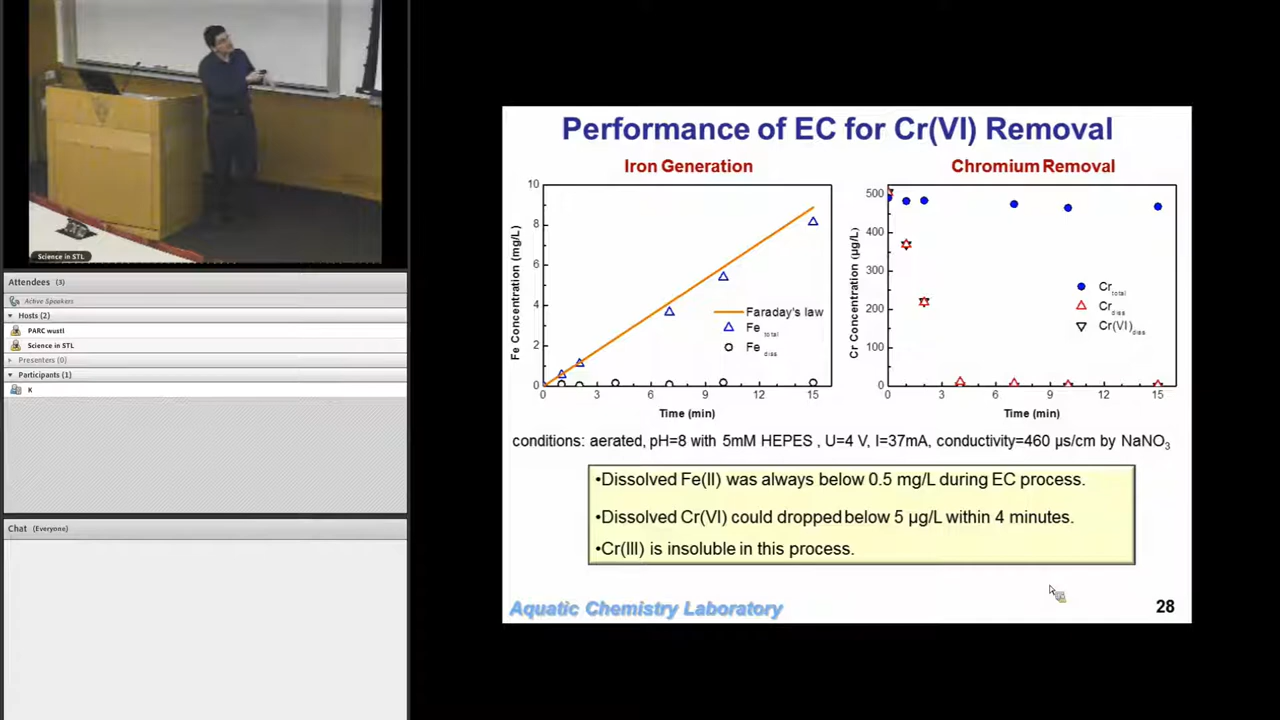 Science in STL
Attendees (3)
Active Speakers
Hosts (2)
PARC wustl
Science in STL
Presenters (0)
Participants (1)
K
Chat (Everyone)
Performance of EC for Cr(VI) Removal
Iron Generation
Fe Concentration (mg/L)
10
8
6
4
2
0
0 3 6 9 12 15
Time (min)
Faraday's law
Fe total
Fe diss
Chromium Removal
Cr Concentration (µg/L)
500
400
300
200
100
0
0 3 6 9 12 15
Time (min)
Cr total
Cr diss
Cr(VI) diss
conditions: aerated, pH=8 with 5mM HEPES , U=4 V, I=37mA, conductivity=460 µs/cm by NaNO3
•Dissolved Fe(II) was always below 0.5 mg/L during EC process.
•Dissolved Cr(VI) could dropped below 5 µg/L within 4 minutes.
•Cr(III) is insoluble in this process.
Aquatic Chemistry Laboratory
28